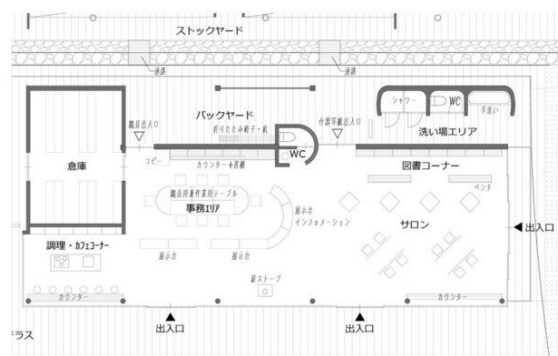 ストックヤード
通路
通路
職員出入口
バックヤード
折りたたみ椅子・机
外部等搬出入口
シャワー
WC
手洗い
洗い場エリア
倉庫
コピー
カウンター+書棚
WC
図書コーナー
ベンチ
職員用兼作業用テーブル
事務エリア
展示台
インフォメーション
サロン
出入口
調理・カフェコーナー
展示台
展示台
薪ストーブ
カウンター
カウンター
出入口
出入口
テラス